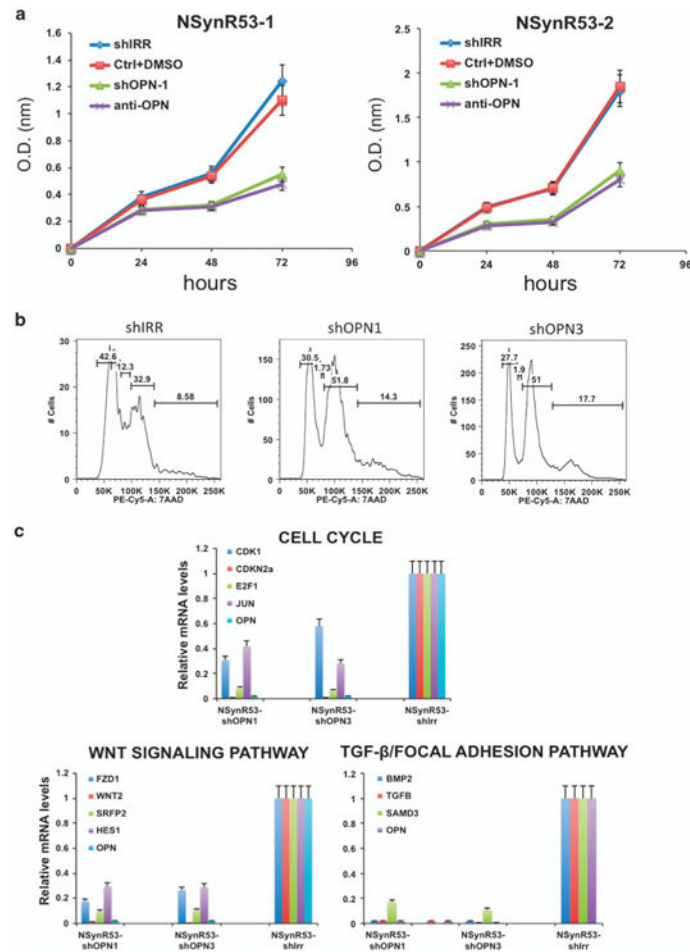 a
NSynR53-1
NSynR53-2
shIRR
Ctrl+DMSO
shOPN-1
anti-OPN
O.D. (nm)
1.6
1.4
1.2
1.0
0.8
0.6
0.4
0.2
0
0
24
48
72
96
hours
shIRR
Ctrl+DMSO
shOPN-1
anti-OPN
O.D. (nm)
2.5
2.0
1.5
1
0.5
0
0
24
48
72
96
hours
b
shIRR
# Cells
30
20
10
0
42.6
12.3
32.9
8.58
50K 100K 150K 200K 250K
PE-Cy5-A: 7AAD
shOPN1
# Cells
150
100
50
0
30.5
1.73
51.8
14.3
50K 100K 150K 200K 250K
PE-Cy5-A: 7AAD
shOPN3
# Cells
250
200
150
100
50
0
27.7
1.9
51
17.7
50K 100K 150K 200K 250K
PE-Cy5-A: 7AAD
c
CELL CYCLE
Relative mRNA levels
1.2
1
0.8
0.6
0.4
0.2
0
CDK1
CDKN2a
E2F1
JUN
OPN
NSynR53-shOPN1
NSynR53-shOPN3
NSynR53-shIrr
WNT SIGNALING PATHWAY
Relative mRNA levels
1.2
1
0.8
0.6
0.4
0.2
0
FZD1
WNT2
SRFP2
HES1
OPN
NSynR53-shOPN1
NSynR53-shOPN3
NSynR53-shIrr
TGF-β/FOCAL ADHESION PATHWAY
1.2
1
0.8
0.6
0.4
0.2
0
BMP2
TGFB
SAMD3
OPN
NSynR53-shOPN1
NSynR53-shOPN3
NSynR53-shIrr